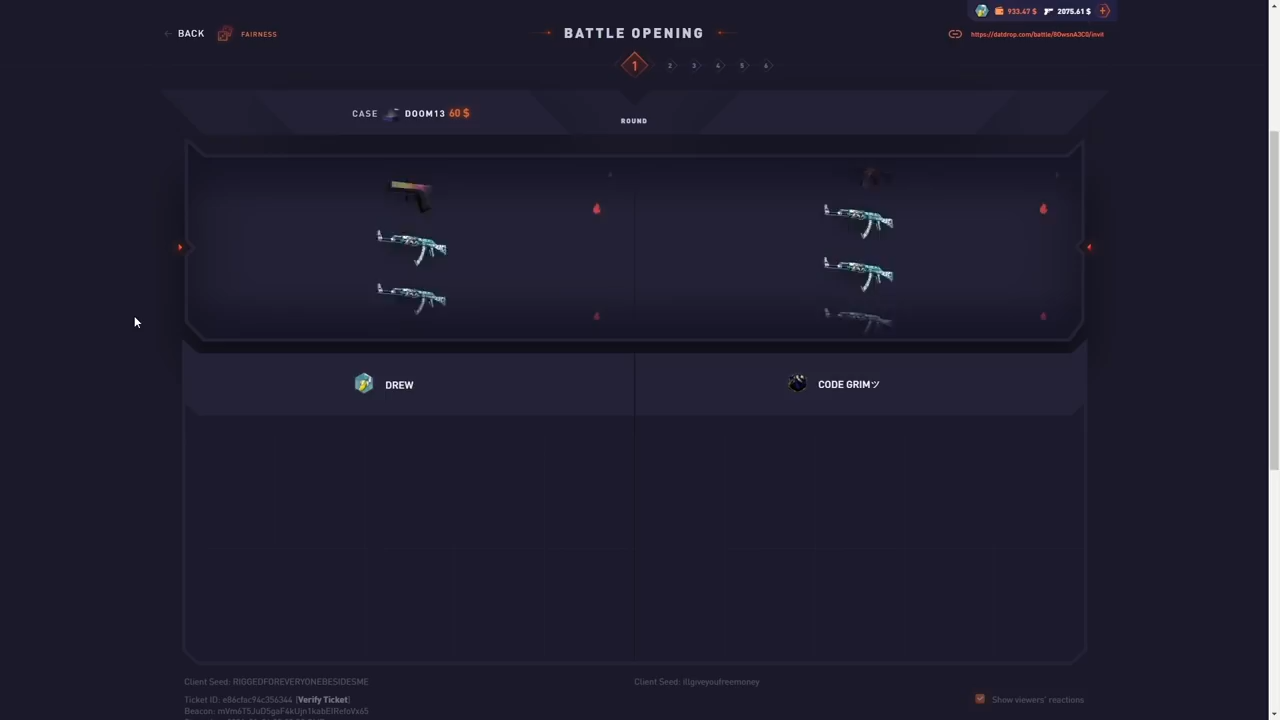 933.47 $ 2075.61 $
BACK FAIRNESS
BATTLE OPENING
https://datdrop.com/battle/8OwsnA3C0/invit
1 2 3 4 5 6
CASE DOOM13 60 $
ROUND
DREW
CODE GRIMツ
Client Seed: RIGGEDFOREVERYONEBESIDESME
Client Seed: illgiveyoufreemoney
Ticket ID: e86cfac94c356344 [Verify Ticket]
Show viewers' reactions